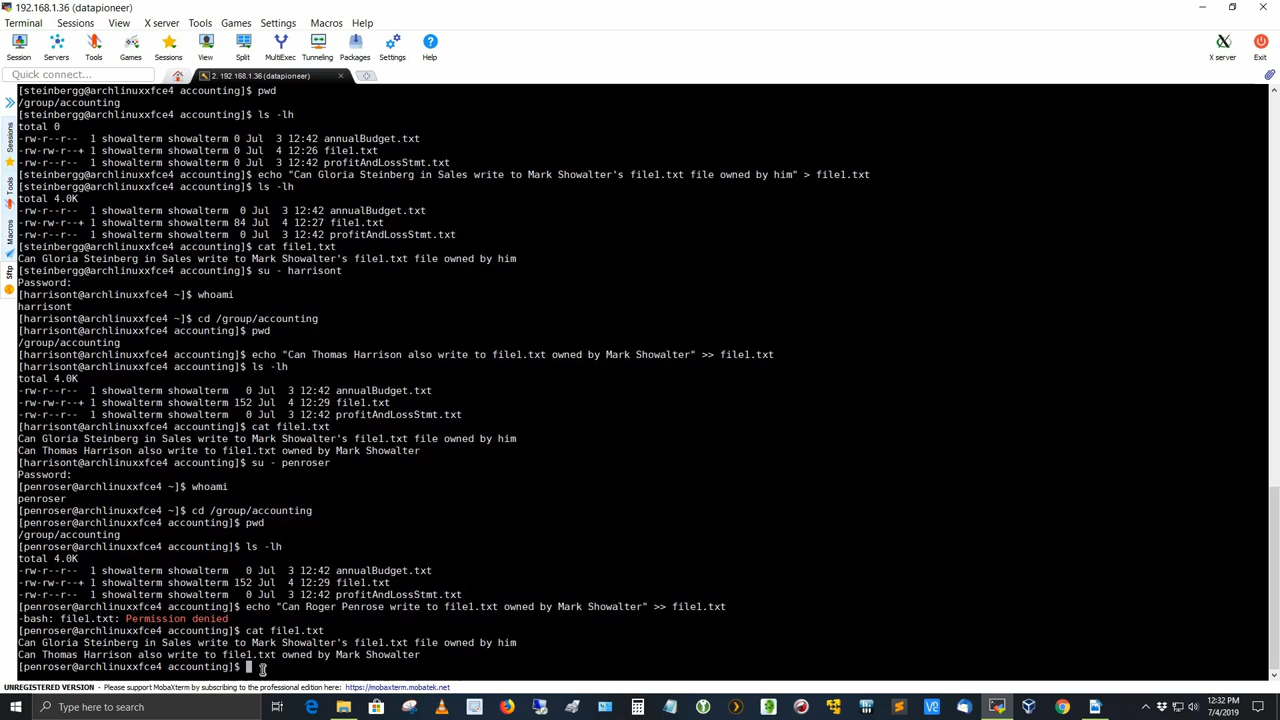 192.168.1.36 (datapioneer)
Terminal Sessions View X server Tools Games Settings Macros Help
Session Servers Tools Games Sessions View Split MultiExec Tunneling Packages Settings Help X server Exit
Quick connect...
2. 192.168.1.36 (datapioneer)
Sessions
Tools
Macros
Sftp
[steinbergg@archlinuxxfce4 accounting]$ pwd
/group/accounting
[steinbergg@archlinuxxfce4 accounting]$ ls -lh
total 0
-rw-r--r-- 1 showalterm showalterm 0 Jul 3 12:42 annualBudget.txt
-rw-r--r--+ 1 showalterm showalterm 0 Jul 4 12:26 file1.txt
-rw-r--r-- 1 showalterm showalterm 0 Jul 3 12:42 profitAndLossStmt.txt
[steinbergg@archlinuxxfce4 accounting]$ echo "Can Gloria Steinberg in Sales write to Mark Showalter's file1.txt file owned by him" > file1.txt
[steinbergg@archlinuxxfce4 accounting]$ ls -lh
total 4.0K
-rw-r--r-- 1 showalterm showalterm 0 Jul 3 12:42 annualBudget.txt
-rw-rw-r--+ 1 showalterm showalterm 84 Jul 4 12:27 file1.txt
-rw-r--r-- 1 showalterm showalterm 0 Jul 3 12:42 profitAndLossStmt.txt
[steinbergg@archlinuxxfce4 accounting]$ cat file1.txt
Can Gloria Steinberg in Sales write to Mark Showalter's file1.txt file owned by him
[steinbergg@archlinuxxfce4 accounting]$ su - harrisont
Password:
[harrisont@archlinuxxfce4 ~]$ whoami
harrisont
[harrisont@archlinuxxfce4 ~]$ cd /group/accounting
[harrisont@archlinuxxfce4 accounting]$ pwd
/group/accounting
[harrisont@archlinuxxfce4 accounting]$ echo "Can Thomas Harrison also write to file1.txt owned by Mark Showalter" >> file1.txt
[harrisont@archlinuxxfce4 accounting]$ ls -lh
total 4.0K
-rw-r--r-- 1 showalterm showalterm 0 Jul 3 12:42 annualBudget.txt
-rw-rw-r--+ 1 showalterm showalterm 152 Jul 4 12:29 file1.txt
-rw-r--r-- 1 showalterm showalterm 0 Jul 3 12:42 profitAndLossStmt.txt
[harrisont@archlinuxxfce4 accounting]$ cat file1.txt
Can Gloria Steinberg in Sales write to Mark Showalter's file1.txt file owned by him
Can Thomas Harrison also write to file1.txt owned by Mark Showalter
[harrisont@archlinuxxfce4 accounting]$ su - penroser
Password:
[penroser@archlinuxxfce4 ~]$ whoami
penroser
[penroser@archlinuxxfce4 ~]$ cd /group/accounting
[penroser@archlinuxxfce4 accounting]$ pwd
/group/accounting
[penroser@archlinuxxfce4 accounting]$ ls -lh
total 4.0K
-rw-r--r-- 1 showalterm showalterm 0 Jul 3 12:42 annualBudget.txt
-rw-rw-r--+ 1 showalterm showalterm 152 Jul 4 12:29 file1.txt
-rw-r--r-- 1 showalterm showalterm 0 Jul 3 12:42 profitAndLossStmt.txt
[penroser@archlinuxxfce4 accounting]$ echo "Can Roger Penrose write to file1.txt owned by Mark Showalter" >> file1.txt
-bash: file1.txt: Permission denied
[penroser@archlinuxxfce4 accounting]$ cat file1.txt
Can Gloria Steinberg in Sales write to Mark Showalter's file1.txt file owned by him
Can Thomas Harrison also write to file1.txt owned by Mark Showalter
[penroser@archlinuxxfce4 accounting]$
UNREGISTERED VERSION - Please support MobaXterm by subscribing to the professional edition here: https://mobaxterm.mobatek.net
Type here to search
12:32 PM
7/4/2019